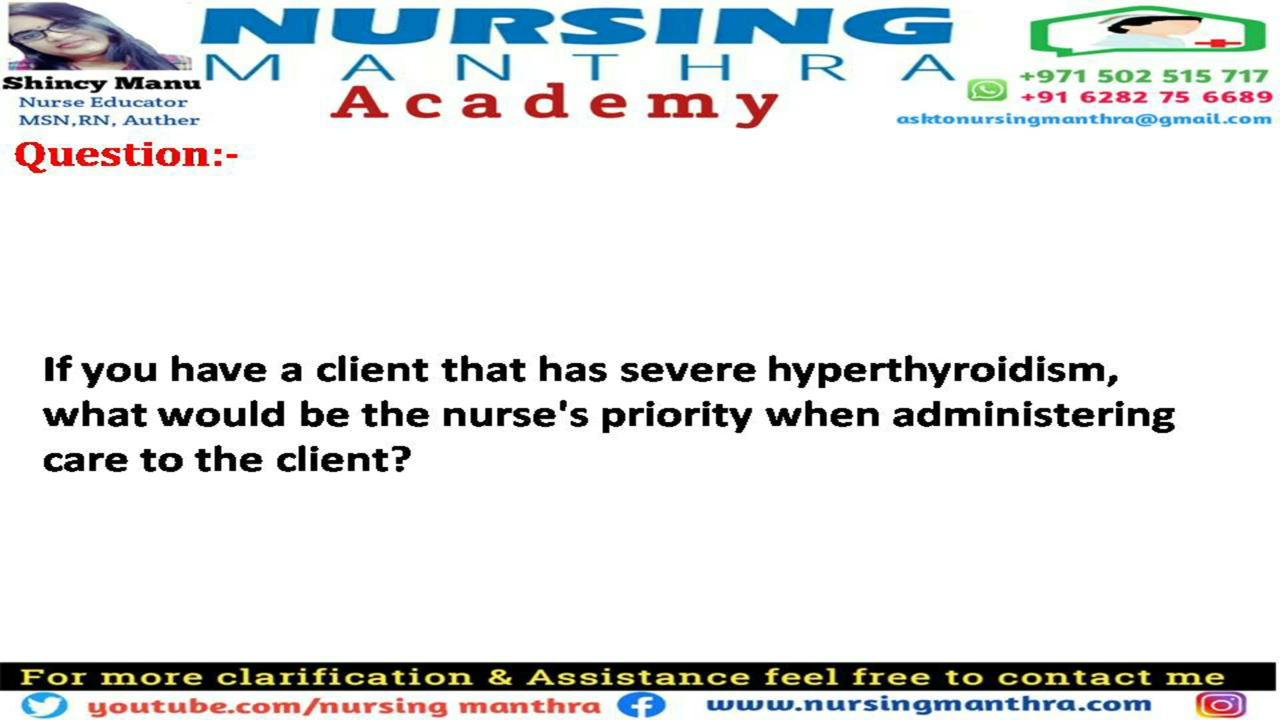 NURSING
MANTHRA
Academy
Shincy Manu
Nurse Educator
MSN,RN, Auther
+971 502 515 717
+91 6282 75 6689
asktonursingmanthra@gmail.com
Question:-
If you have a client that has severe hyperthyroidism,
what would be the nurse's priority when administering
care to the client?
For more clarification & Assistance feel free to contact me
youtube.com/nursing manthra
www.nursingmanthra.com